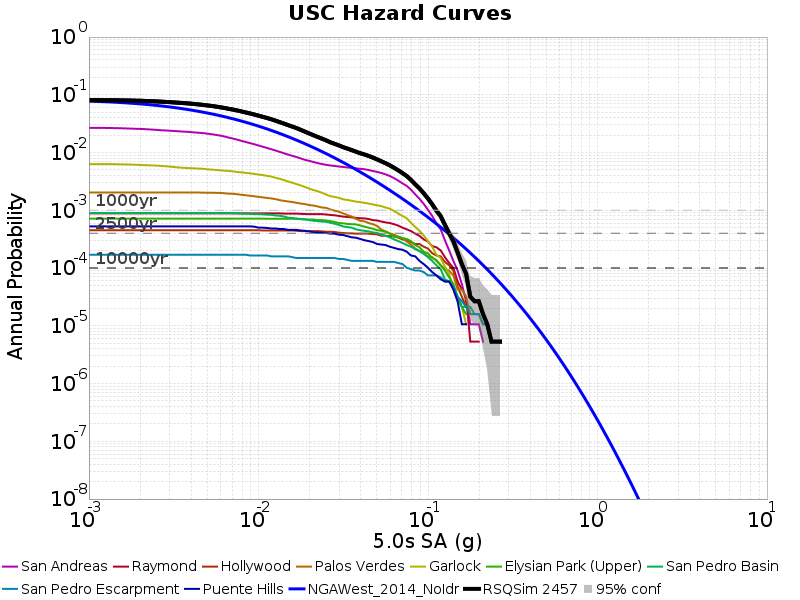 USC Hazard Curves
Annual Probability
10^0
10^-1
10^-2
10^-3
10^-4
10^-5
10^-6
10^-7
10^-8
1000yr
2500yr
10000yr
10^-3 10^-2 10^-1 10^0 10^1
5.0s SA (g)
San Andreas Raymond Hollywood Palos Verdes Garlock Elysian Park (Upper) San Pedro Basin
San Pedro Escarpment Puente Hills NGAWest_2014_NoIdr RSQSim 2457 95% conf